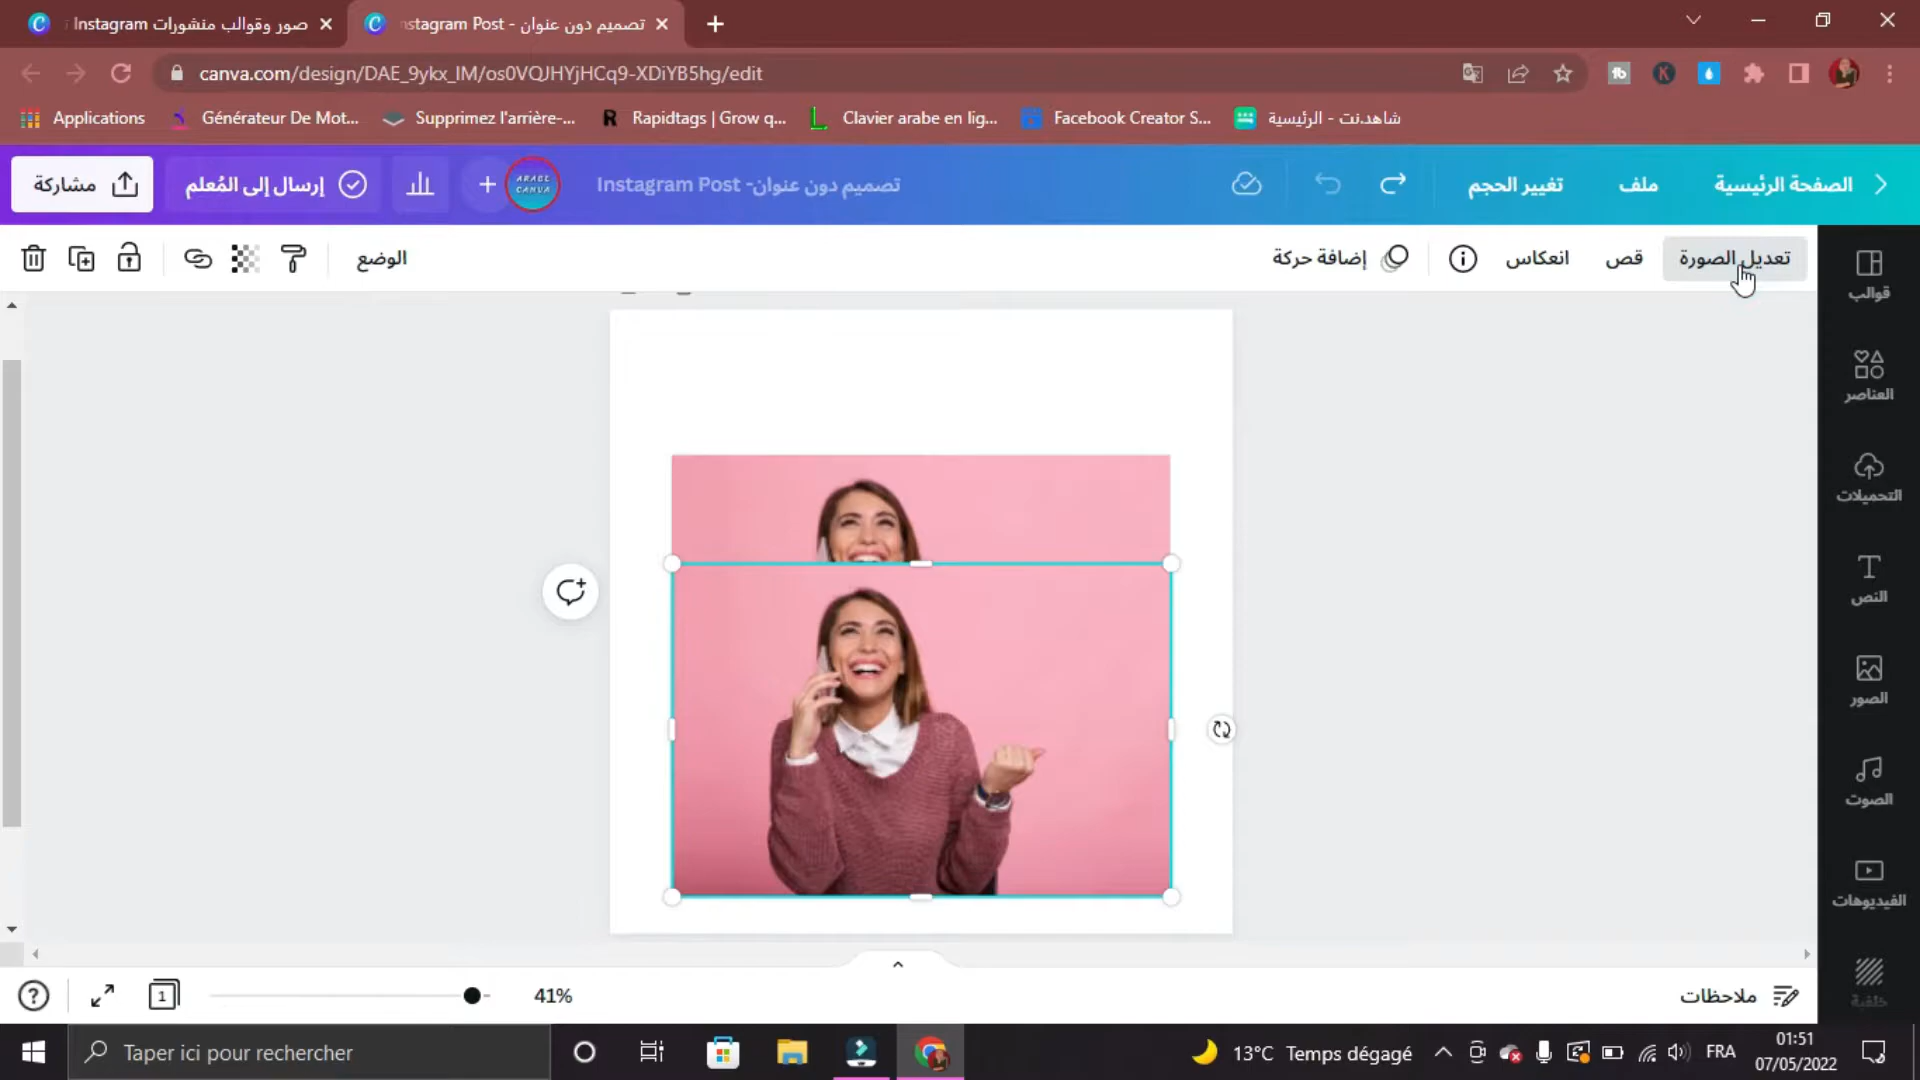 صور وقوالب منشورات Instagram
تصميم دون عنوان - nstagram Post
canva.com/design/DAE_9ykx_IM/os0VQJHYjHCq9-XDiYB5hg/edit
Applications
Générateur De Mot...
Supprimez l'arrière-...
Rapidtags | Grow q...
Clavier arabe en lig...
Facebook Creator S...
شاهد.نت - الرئيسية
مشاركة
إرسال إلى المُعلم
ARABE CANVA
تصميم دون عنوان- Instagram Post
تغيير الحجم
ملف
الصفحة الرئيسية
الوضع
إضافة حركة
انعكاس
قص
تعديل الصورة
قوالب
العناصر
التحميلات
النص
الصور
الصوت
الفيديوهات
خلفية
1
41%
ملاحظات
Taper ici pour rechercher
13°C Temps dégagé
FRA
01:51
07/05/2022